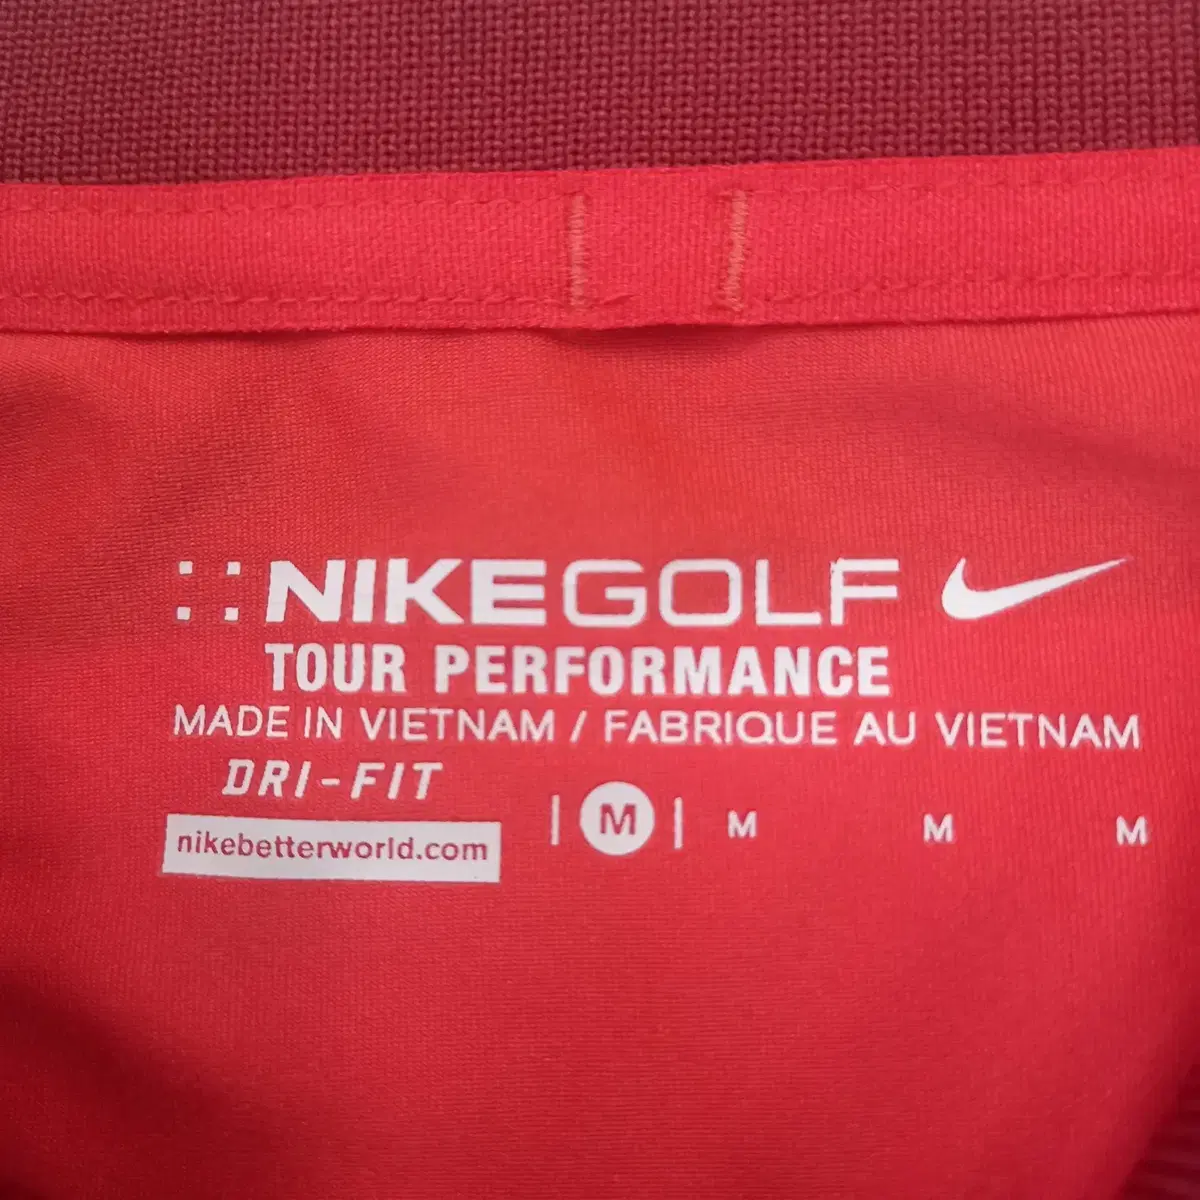 NIKEGOLF
TOUR PERFORMANCE
MADE IN VIETNAM / FABRIQUE AU VIETNAM
DRI-FIT
| M | M M M
nikebetterworld.com